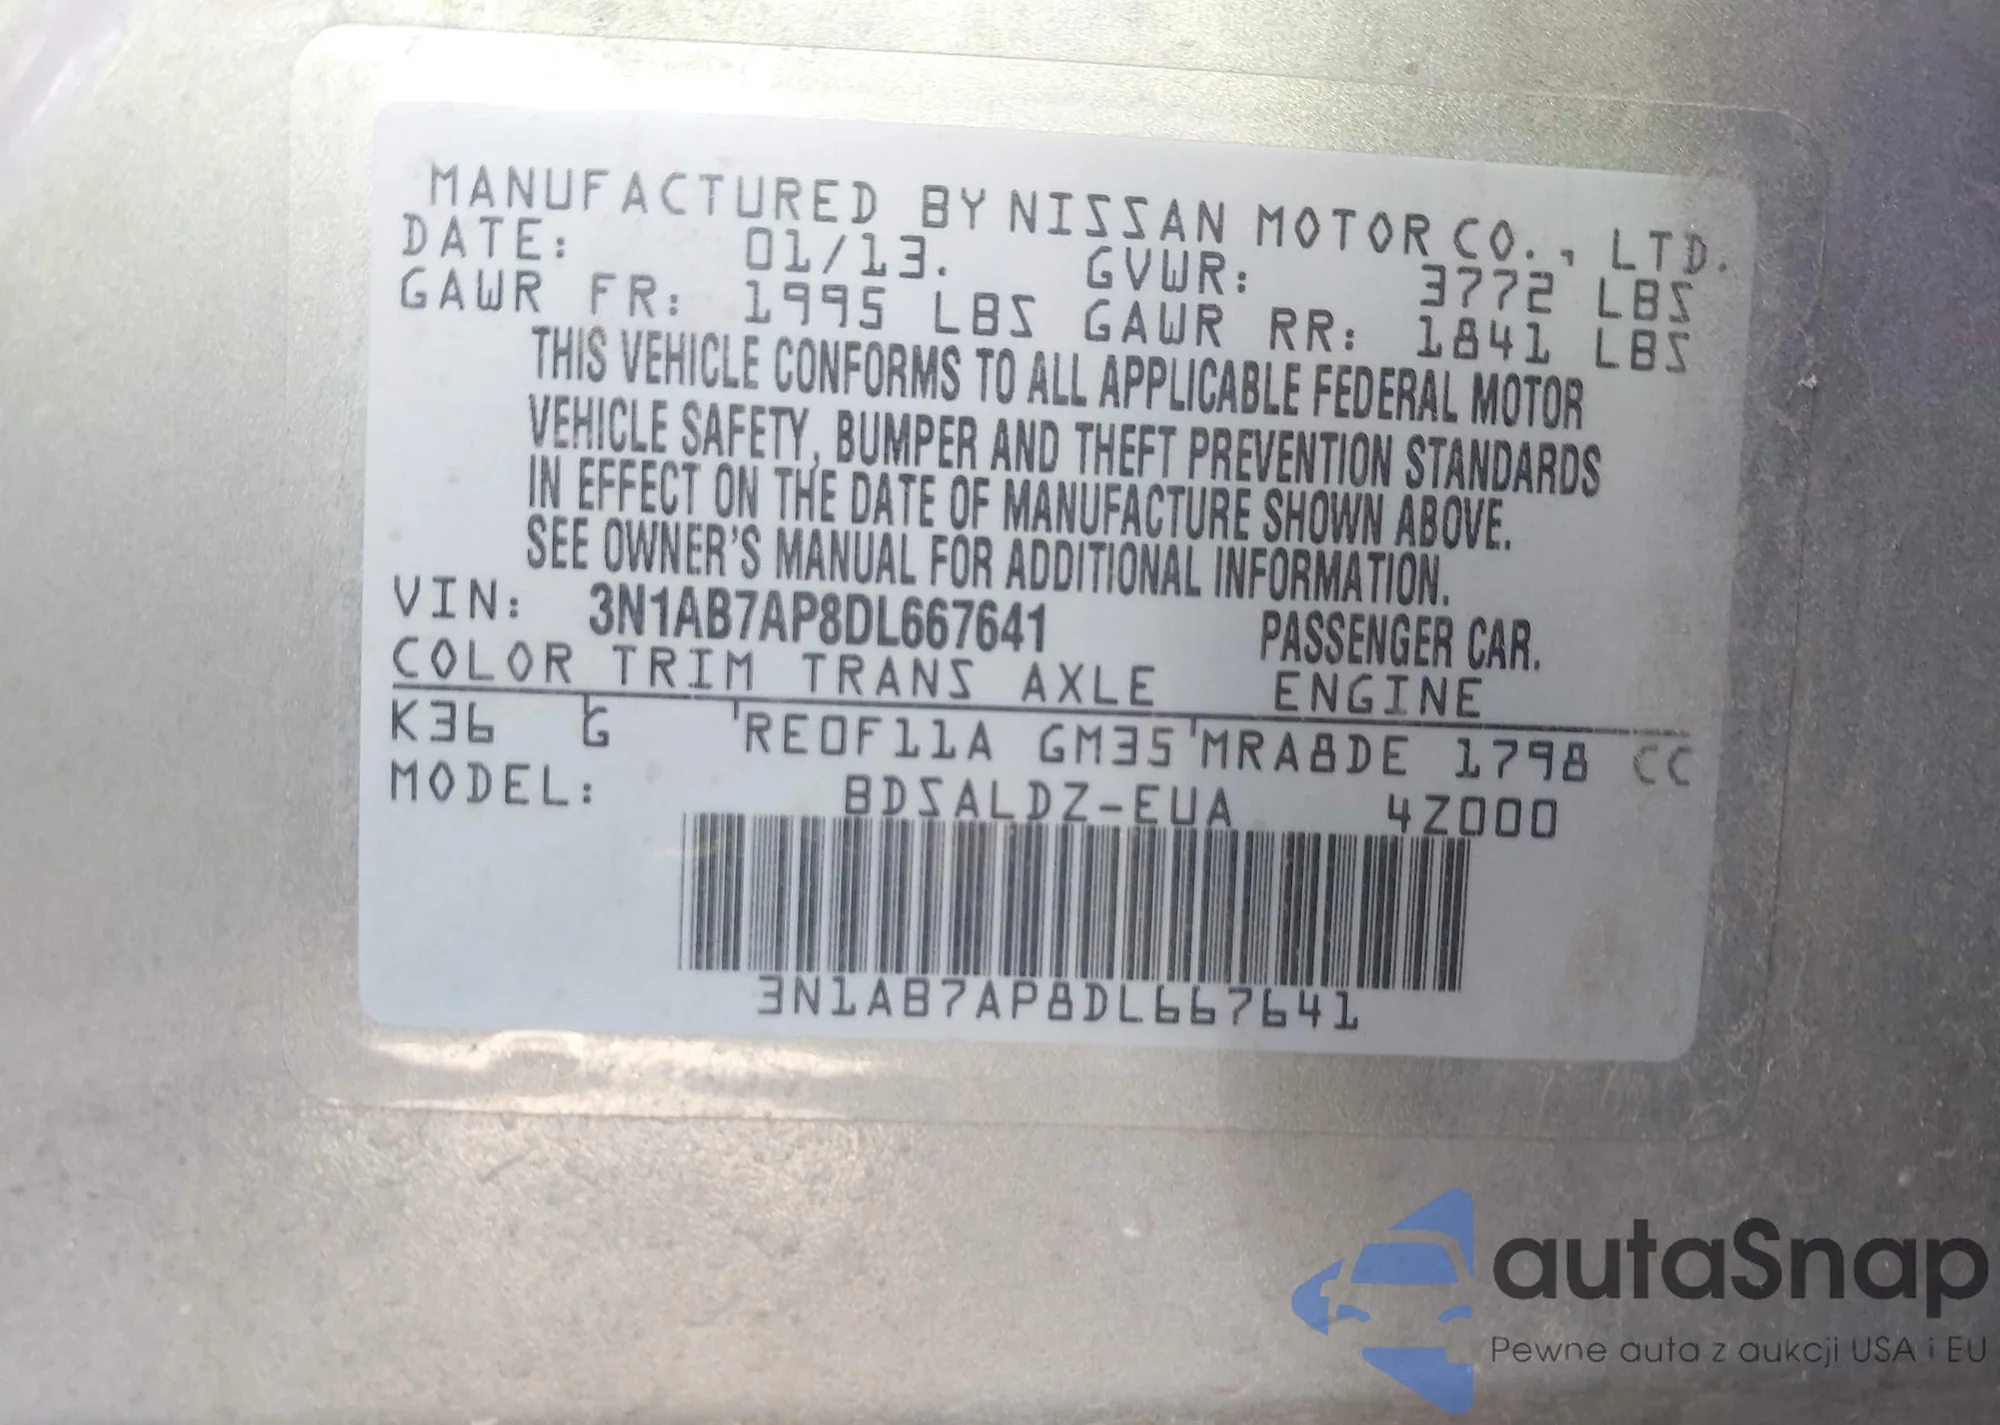 MANUFACTURED BY NISSAN MOTOR CO., LTD.
DATE: 01/13. GVWR: 3772 LBS
GAWR FR: 1995 LBS GAWR RR: 1841 LBS
THIS VEHICLE CONFORMS TO ALL APPLICABLE FEDERAL MOTOR
VEHICLE SAFETY, BUMPER AND THEFT PREVENTION STANDARDS
IN EFFECT ON THE DATE OF MANUFACTURE SHOWN ABOVE.
SEE OWNER'S MANUAL FOR ADDITIONAL INFORMATION.
VIN: 3N1AB7AP8DL667641 PASSENGER CAR.
COLOR TRIM TRANS AXLE ENGINE
K36 G RE0F11A GM35 MRA8DE 1798 CC
MODEL: BDSALDZ-EUA 4Z000
3N1AB7AP8DL667641
autaSnap
Pewne auta z aukcji USA i EU